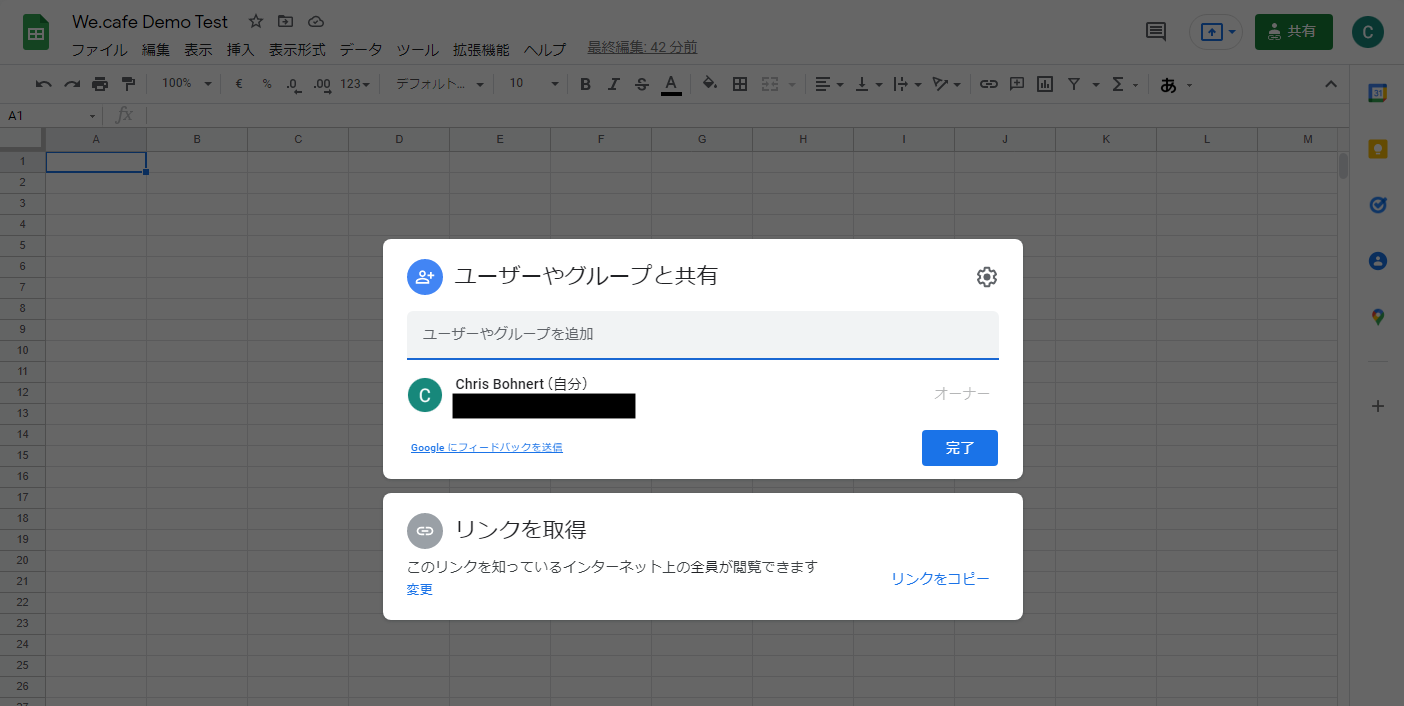 We.cafe Demo Test
ファイル 編集 表示 挿入 表示形式 データ ツール 拡張機能 ヘルプ 最終編集: 42 分前
共有
C
100% € % .0 .00 123 デフォルト... 10 B I S A Σ あ
31
A1 fx
A B C D E F G H I J K L M
1
2
3
4
5
6
7
8
9
10
11
12
13
14
15
16
17
18
19
20
21
22
23
24
25
26
27
ユーザーやグループと共有
ユーザーやグループを追加
C
Chris Bohnert (自分)
オーナー
Google にフィードバックを送信
完了
リンクを取得
このリンクを知っているインターネット上の全員が閲覧できます
変更
リンクをコピー